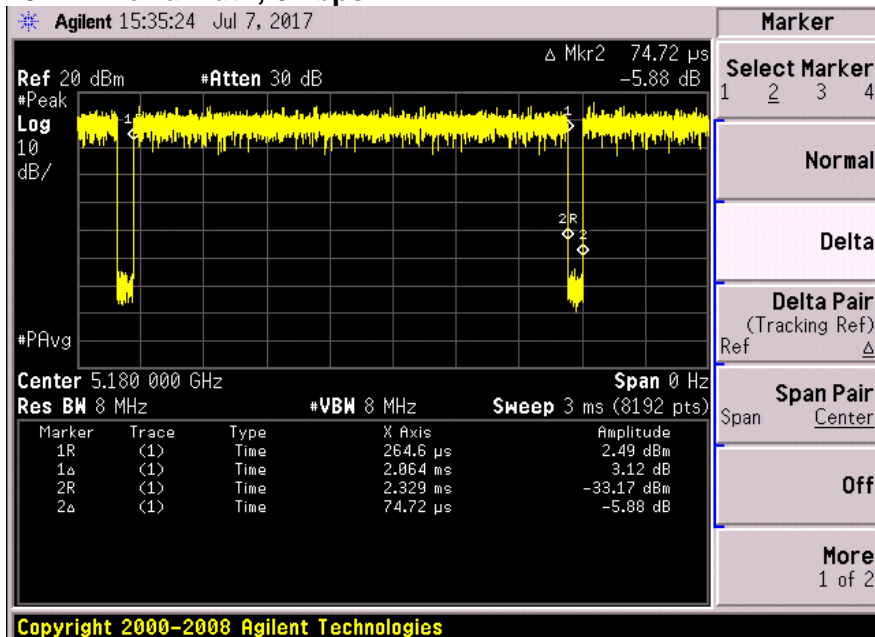 Agilent 15:35:24 Jul 7, 2017
Δ Mkr2 74.72 µs
Ref 20 dBm #Atten 30 dB -5.88 dB
#Peak
Log
10
dB/
1
1
2R
2
#PAvg
Center 5.180 000 GHz Span 0 Hz
Res BW 8 MHz #VBW 8 MHz Sweep 3 ms (8192 pts)
Marker Trace Type X Axis Amplitude
1R (1) Time 264.6 µs 2.49 dBm
1Δ (1) Time 2.064 ms 3.12 dB
2R (1) Time 2.329 ms -33.17 dBm
2Δ (1) Time 74.72 µs -5.88 dB
Marker
Select Marker
1 2 3 4
Normal
Delta
Delta Pair
(Tracking Ref)
Ref Δ
Span Pair
Span Center
Off
More
1 of 2
Copyright 2000-2008 Agilent Technologies